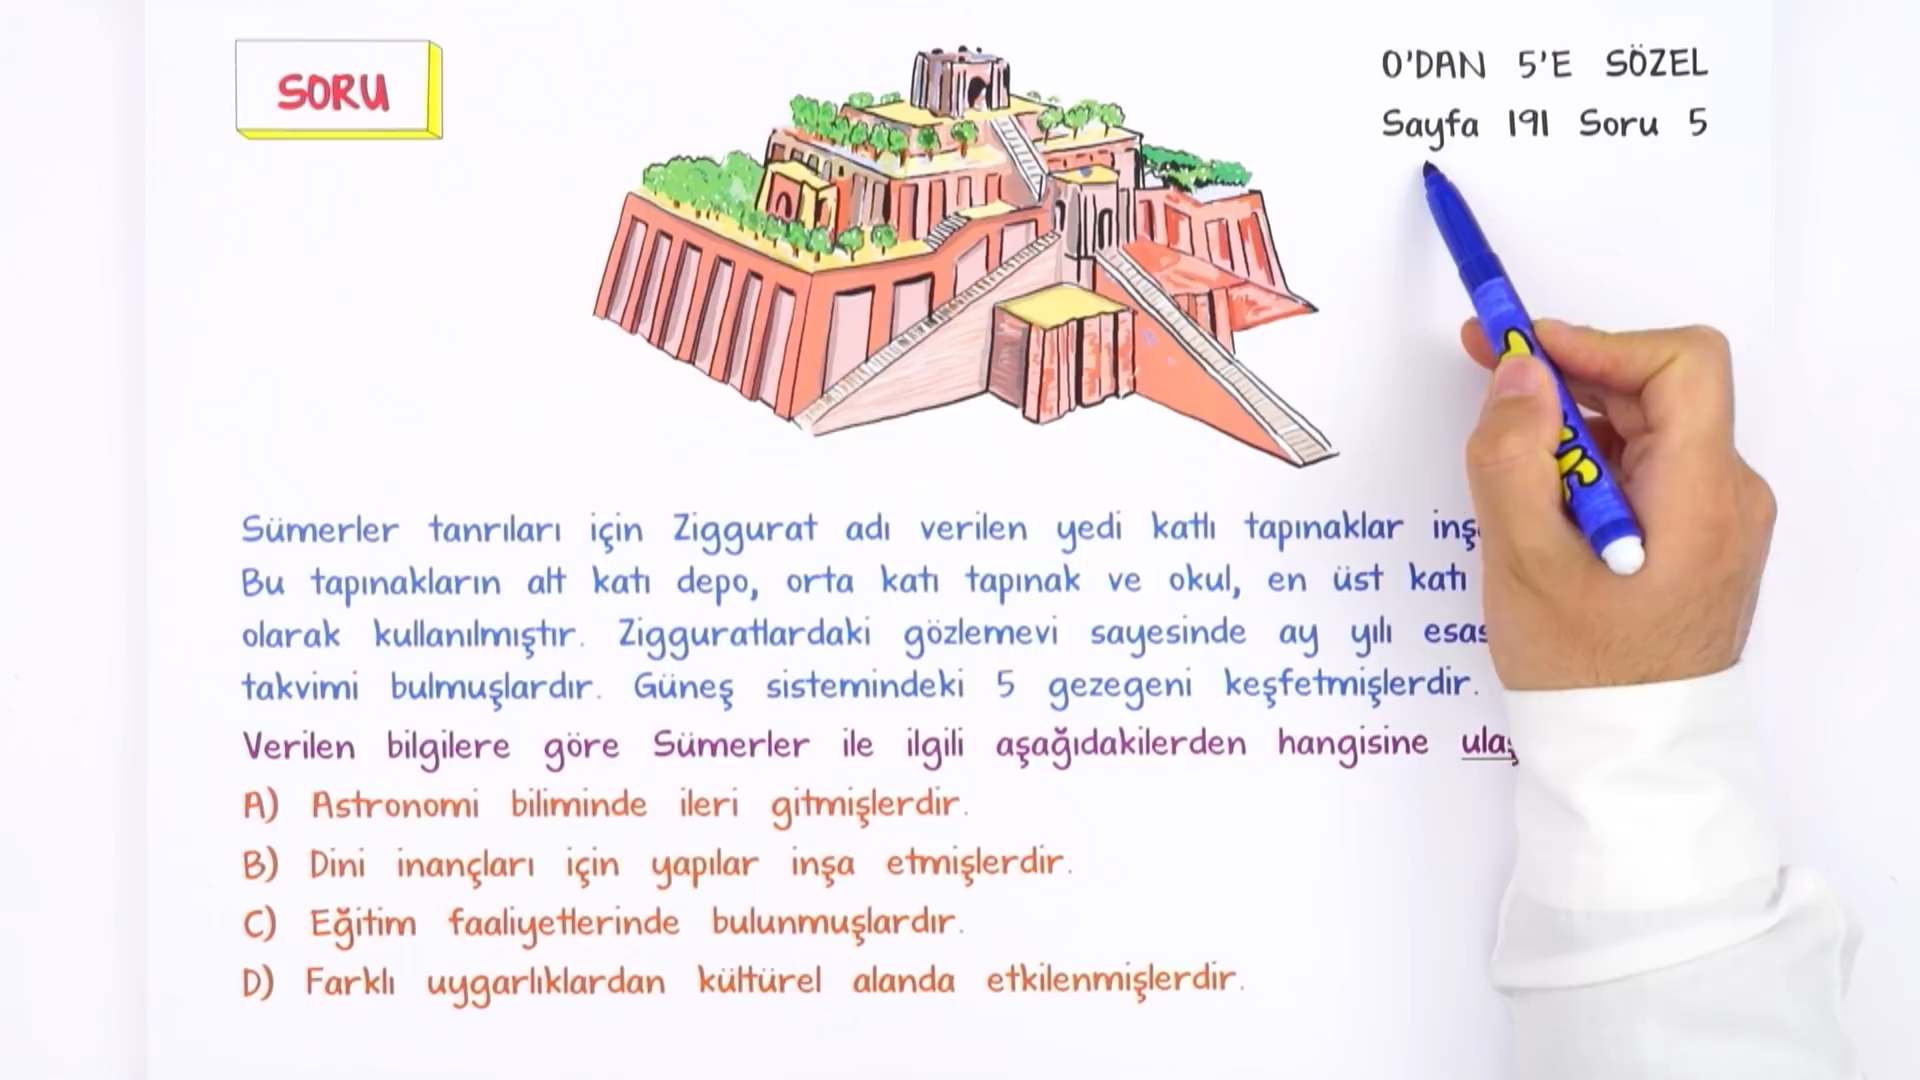 SORU
O'DAN 5'E SÖZEL
Sayfa 191 Soru 5
Sümerler tanrıları için Ziggurat adı verilen yedi katlı tapınaklar
Bu tapınakların alt katı depo, orta katı tapınak ve okul, en üst katı
olarak kullanılmıştır. Zigguratlardaki gözlemevi sayesinde ay yılı
takvimi bulmuşlardır. Güneş sistemindeki 5 gezegeni keşfetmişlerdir.
Verilen bilgilere göre Sümerler ile ilgili aşağıdakilerden hangisine
A) Astronomi biliminde ileri gitmişlerdir.
B) Dini inançları için yapılar inşa etmişlerdir.
C) Eğitim faaliyetlerinde bulunmuşlardır.
D) Farklı uygarlıklardan kültürel alanda etkilenmişlerdir.